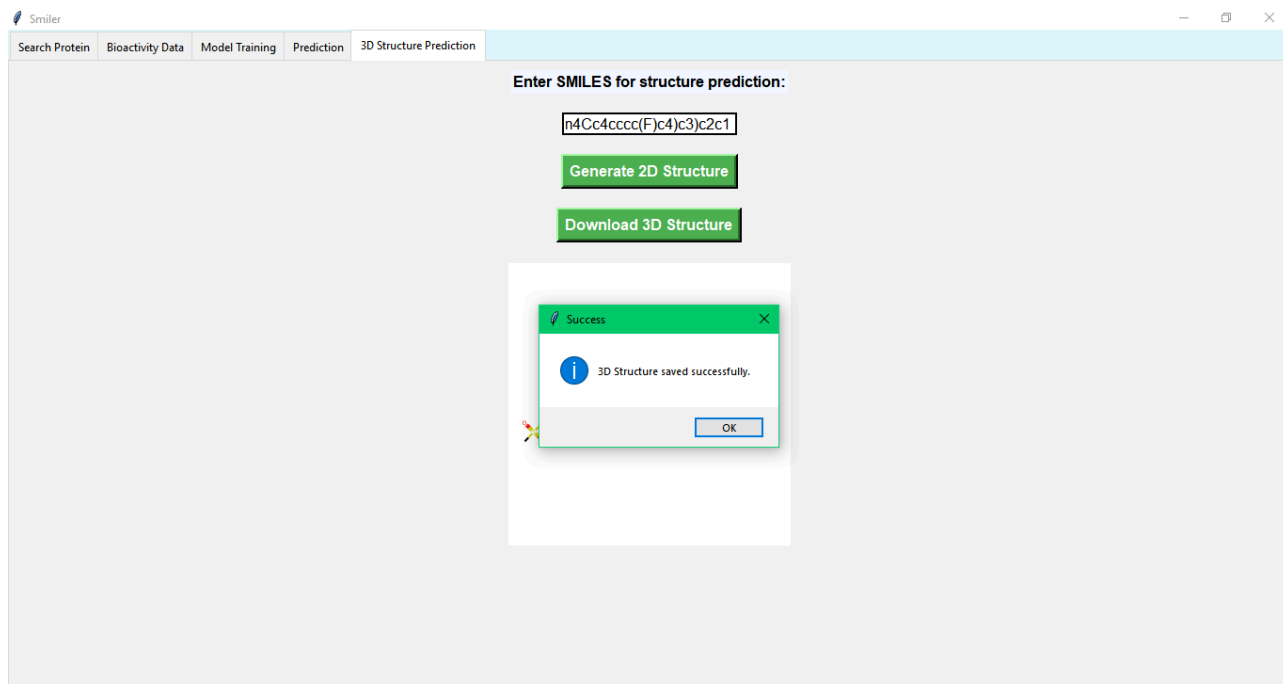 Smiler
Search Protein Bioactivity Data Model Training Prediction 3D Structure Prediction
Enter SMILES for structure prediction:
n4Cc4cccc(F)c4)c3)c2c1
Generate 2D Structure
Download 3D Structure
Success
3D Structure saved successfully.
OK